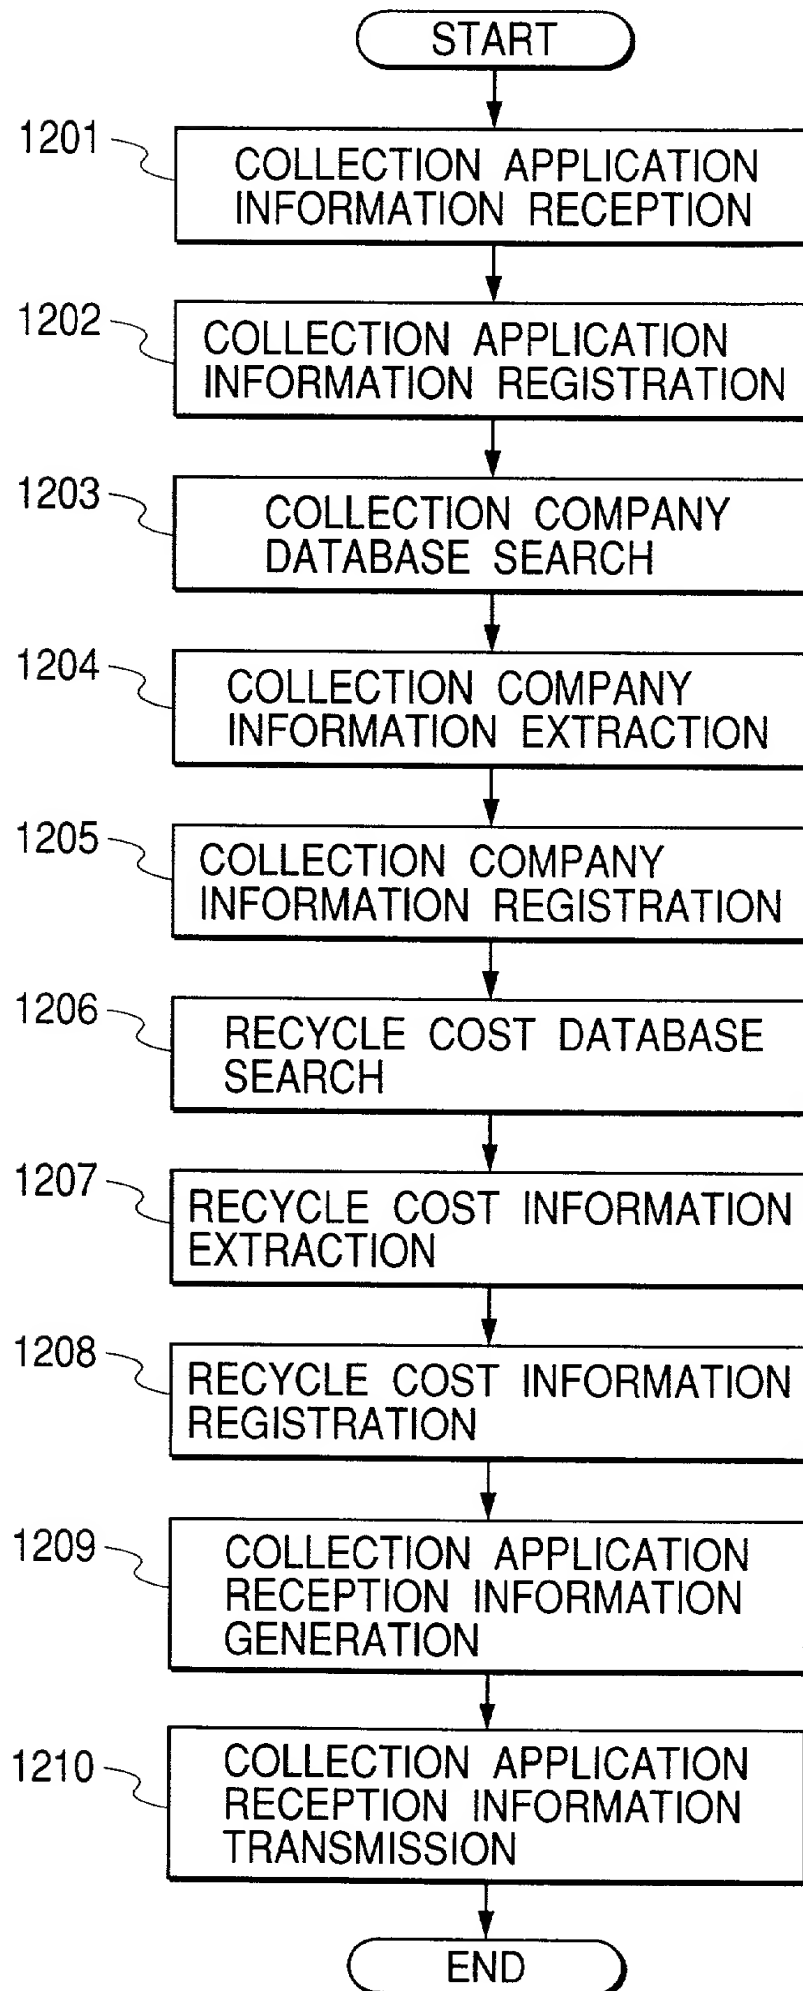 START
1201
COLLECTION APPLICATION
INFORMATION RECEPTION
1202
COLLECTION APPLICATION
INFORMATION REGISTRATION
1203
COLLECTION COMPANY
DATABASE SEARCH
1204
COLLECTION COMPANY
INFORMATION EXTRACTION
1205
COLLECTION COMPANY
INFORMATION REGISTRATION
1206
RECYCLE COST DATABASE
SEARCH
1207
RECYCLE COST INFORMATION
EXTRACTION
1208
RECYCLE COST INFORMATION
REGISTRATION
1209
COLLECTION APPLICATION
RECEPTION INFORMATION
GENERATION
1210
COLLECTION APPLICATION
RECEPTION INFORMATION
TRANSMISSION
END